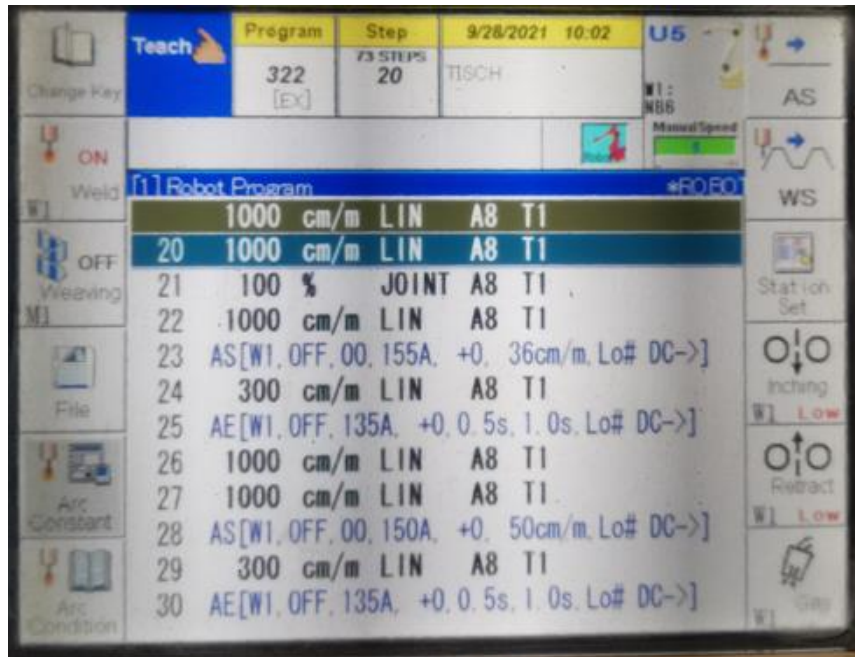 Teach
Program
Step
9/28/2021 10:02
U5
322
[EX]
73 STEPS
20
TISCH
W1:
NB6
Manual Speed
5
Change Key
AS
ON
Weld
W1
WS
OFF
Weaving
M1
Station
Set
File
Inching
W1 Low
Arc
Constant
Retract
W1 Low
Arc
Condition
Gas
W1
[1] Robot Program
1000 cm/m LIN A8 T1
20 1000 cm/m LIN A8 T1
21 100 % JOINT A8 T1
22 1000 cm/m LIN A8 T1
23 AS[W1, OFF, 00, 155A, +0, 36cm/m, Lo# DC->]
24 300 cm/m LIN A8 T1
25 AE[W1, OFF, 135A, +0, 0.5s, 1.0s, Lo# DC->]
26 1000 cm/m LIN A8 T1
27 1000 cm/m LIN A8 T1
28 AS[W1, OFF, 00, 150A, +0, 50cm/m, Lo# DC->]
29 300 cm/m LIN A8 T1
30 AE[W1, OFF, 135A, +0, 0.5s, 1.0s, Lo# DC->]